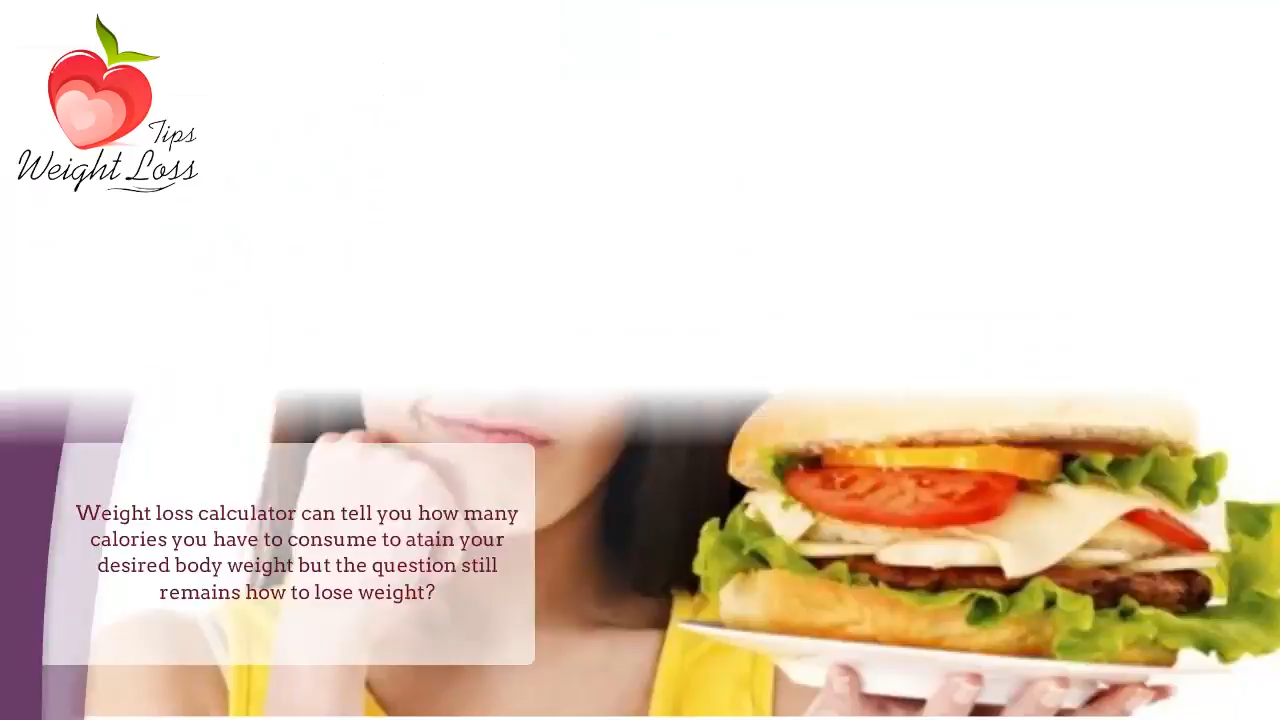 Tips
Weight Loss
Weight loss calculator can tell you how many
calories you have to consume to atain your
desired body weight but the question still
remains how to lose weight?